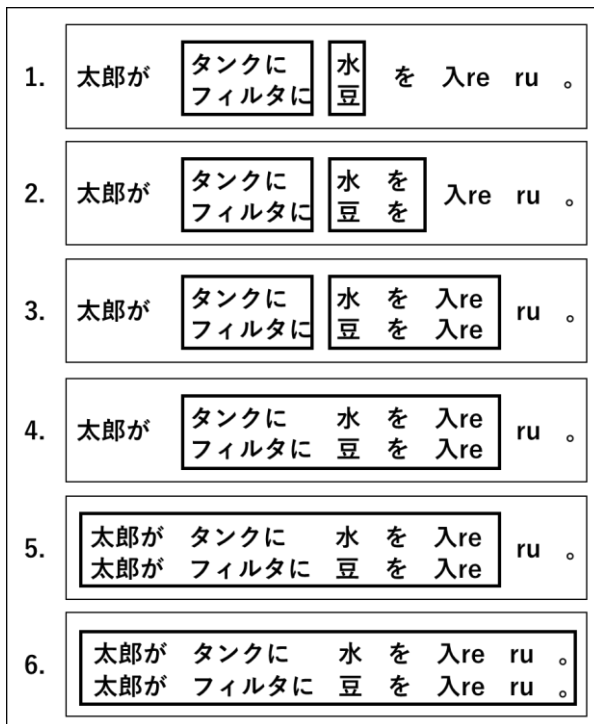 1. 太郎が タンクに 水 を 入re ru 。
フィルタに 豆
2. 太郎が タンクに 水 を 入re ru 。
フィルタに 豆 を
3. 太郎が タンクに 水 を 入re ru 。
フィルタに 豆 を 入re
4. 太郎が タンクに 水 を 入re ru 。
フィルタに 豆 を 入re
5. 太郎が タンクに 水 を 入re ru 。
太郎が フィルタに 豆 を 入re
6. 太郎が タンクに 水 を 入re ru 。
太郎が フィルタに 豆 を 入re ru 。